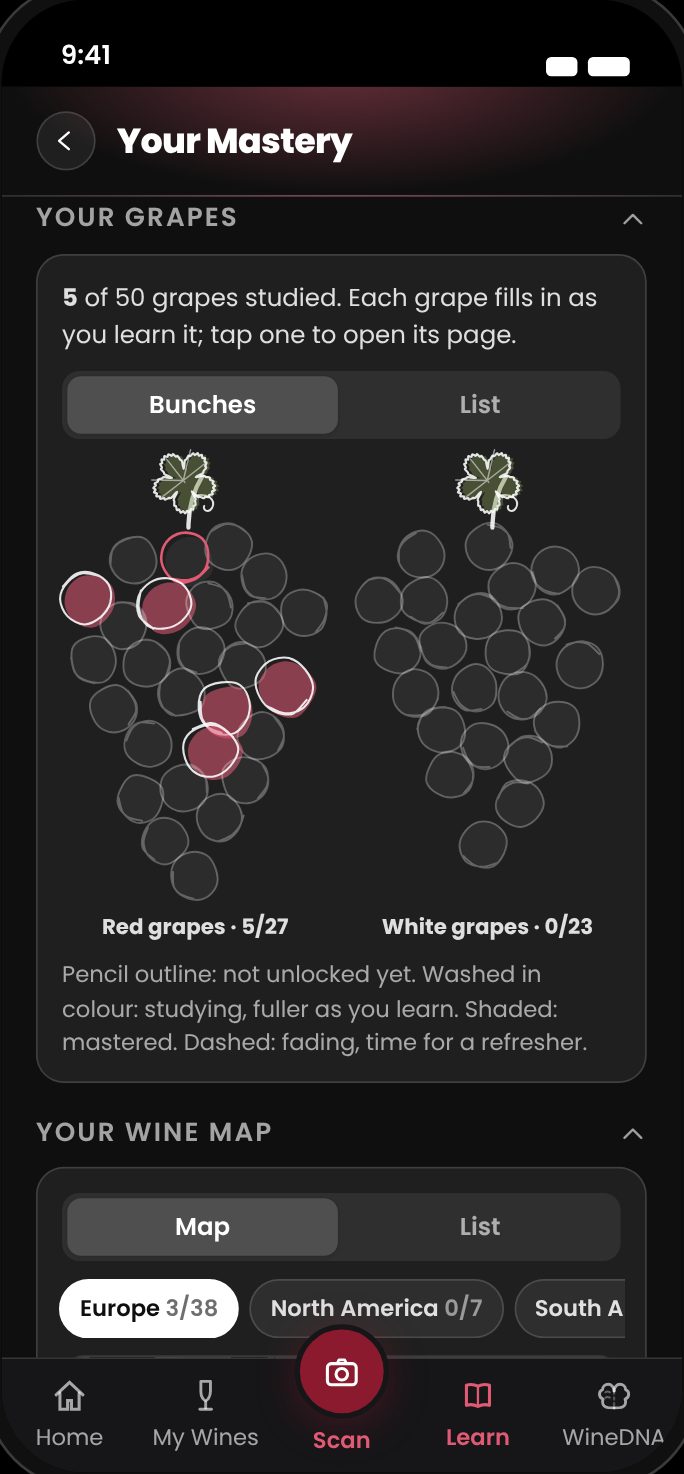 9:41
Your Mastery
YOUR GRAPES
5 of 50 grapes studied. Each grape fills in as
you learn it; tap one to open its page.
Bunches
List
Red grapes · 5/27
White grapes · 0/23
Pencil outline: not unlocked yet. Washed in
colour: studying, fuller as you learn. Shaded:
mastered. Dashed: fading, time for a refresher.
YOUR WINE MAP
Map
List
Europe 3/38
North America 0/7
South A
Home
My Wines
Scan
Learn
WineDNA